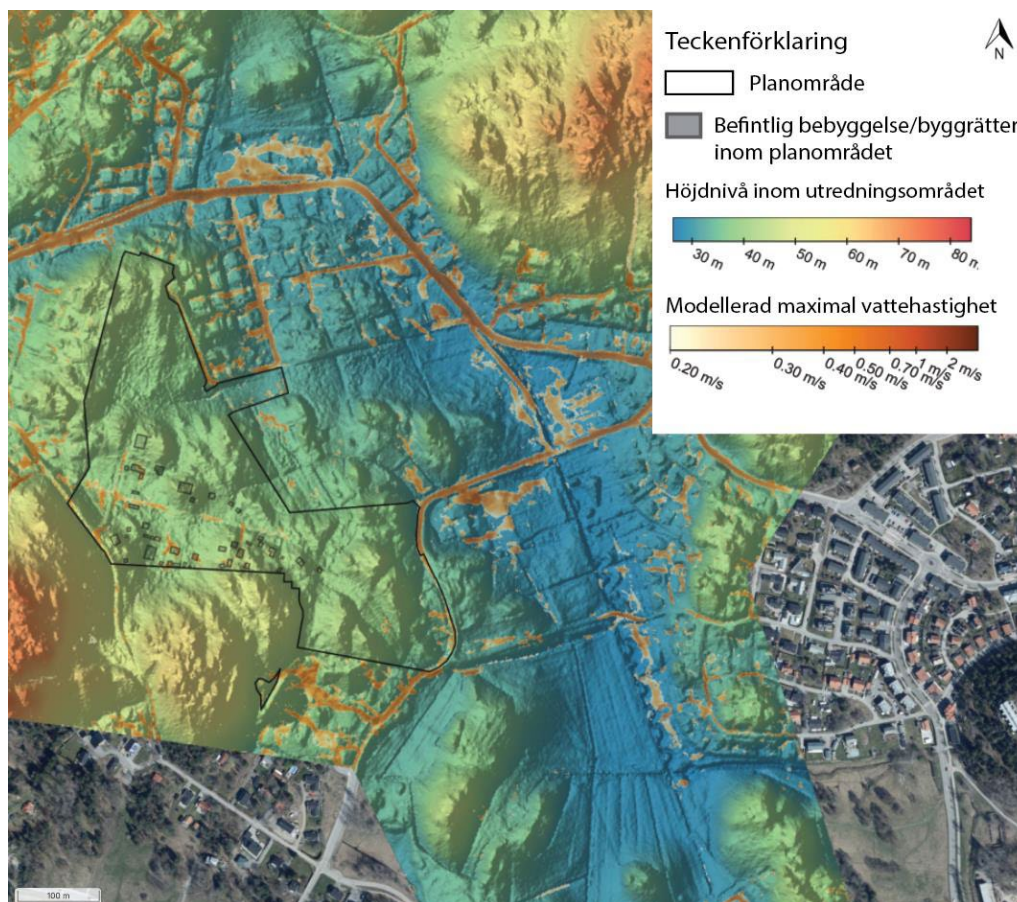 Teckenförklaring
N
Planområde
Befintlig bebyggelse/byggrätter
inom planområdet
Höjdnivå inom utredningsområdet
30 m 40 m 50 m 60 m 70 m 80 m
Modellerad maximal vattehastighet
0.20 m/s 0.30 m/s 0.40 m/s 0.50 m/s 0.70 m/s 1 m/s 2 m/s
100 m